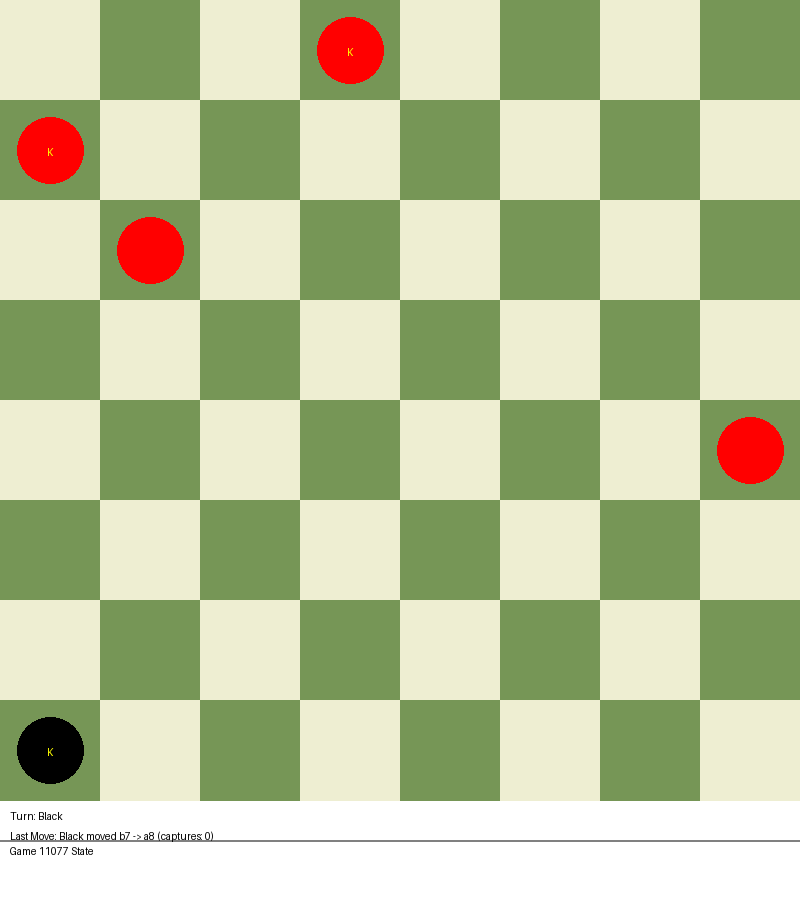 K
K
K
Turn: Black
Last Move: Black moved b7 -> a8 (captures: 0)
Game 11077 State